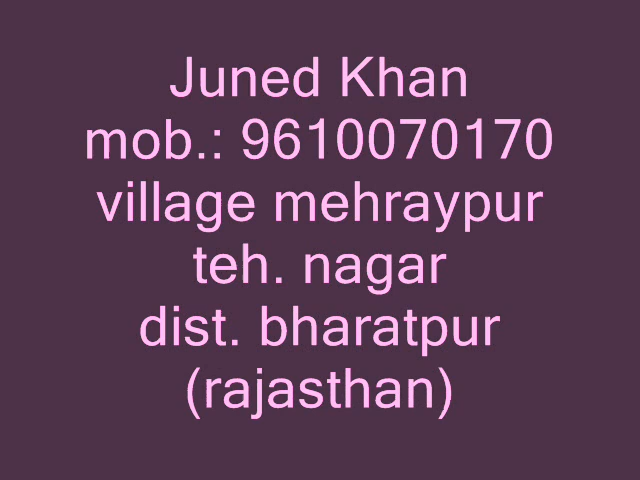 Juned Khan
mob.: 9610070170
village mehraypur
teh. nagar
dist. bharatpur
(rajasthan)